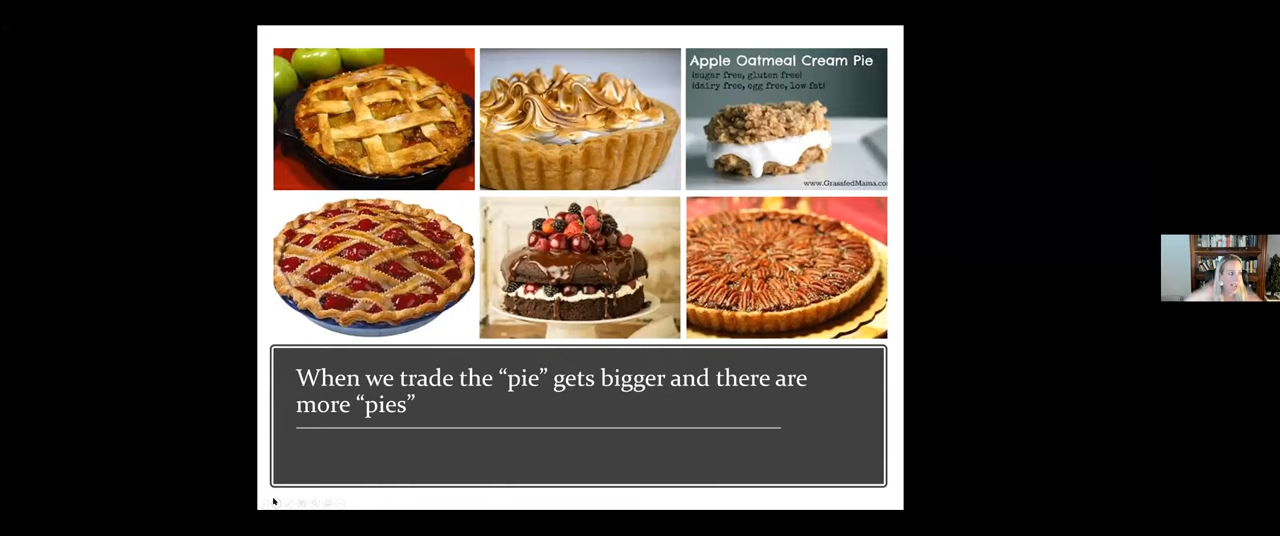 Apple Oatmeal Cream Pie
(sugar free, gluten free)
(dairy free, egg free, low fat)
www.GrassfedMama.co
When we trade the “pie” gets bigger and there are
more “pies”